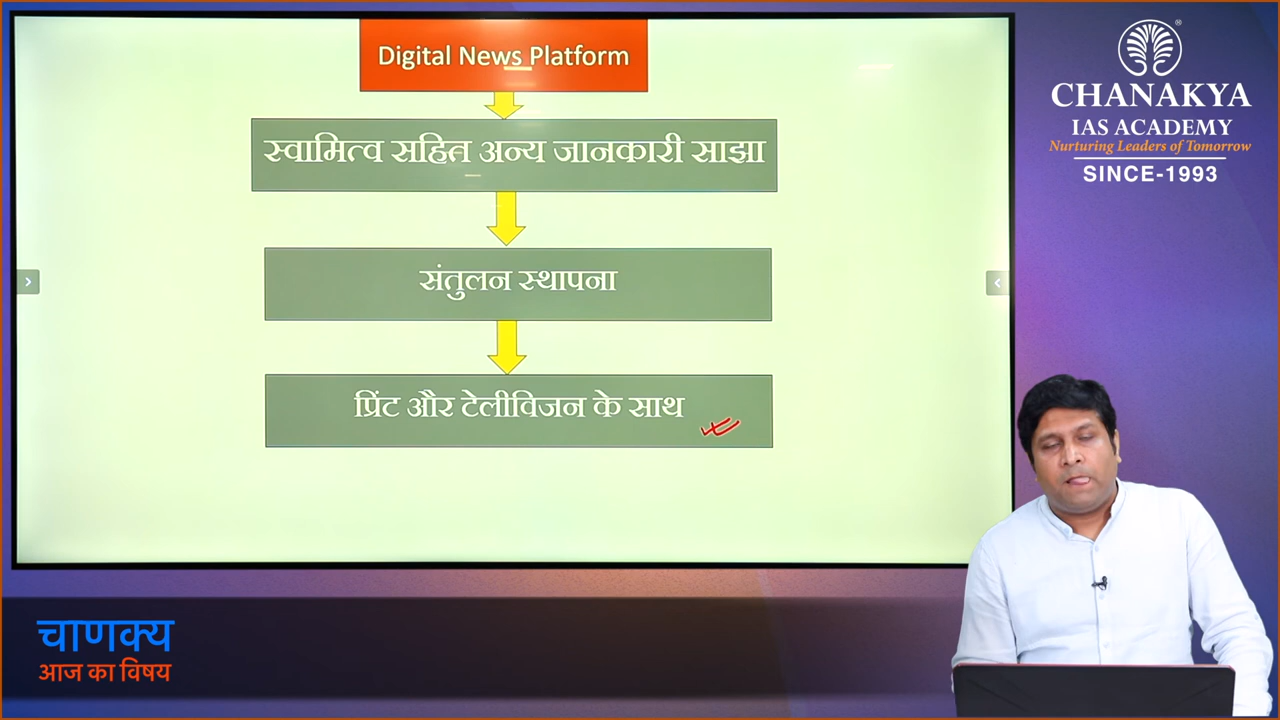 Digital News Platform
स्वामित्व सहित अन्य जानकारी साझा
संतुलन स्थापना
प्रिंट और टेलीविजन के साथ
CHANAKYA
IAS ACADEMY
Nurturing Leaders of Tomorrow
SINCE-1993
चाणक्य
आज का विषय